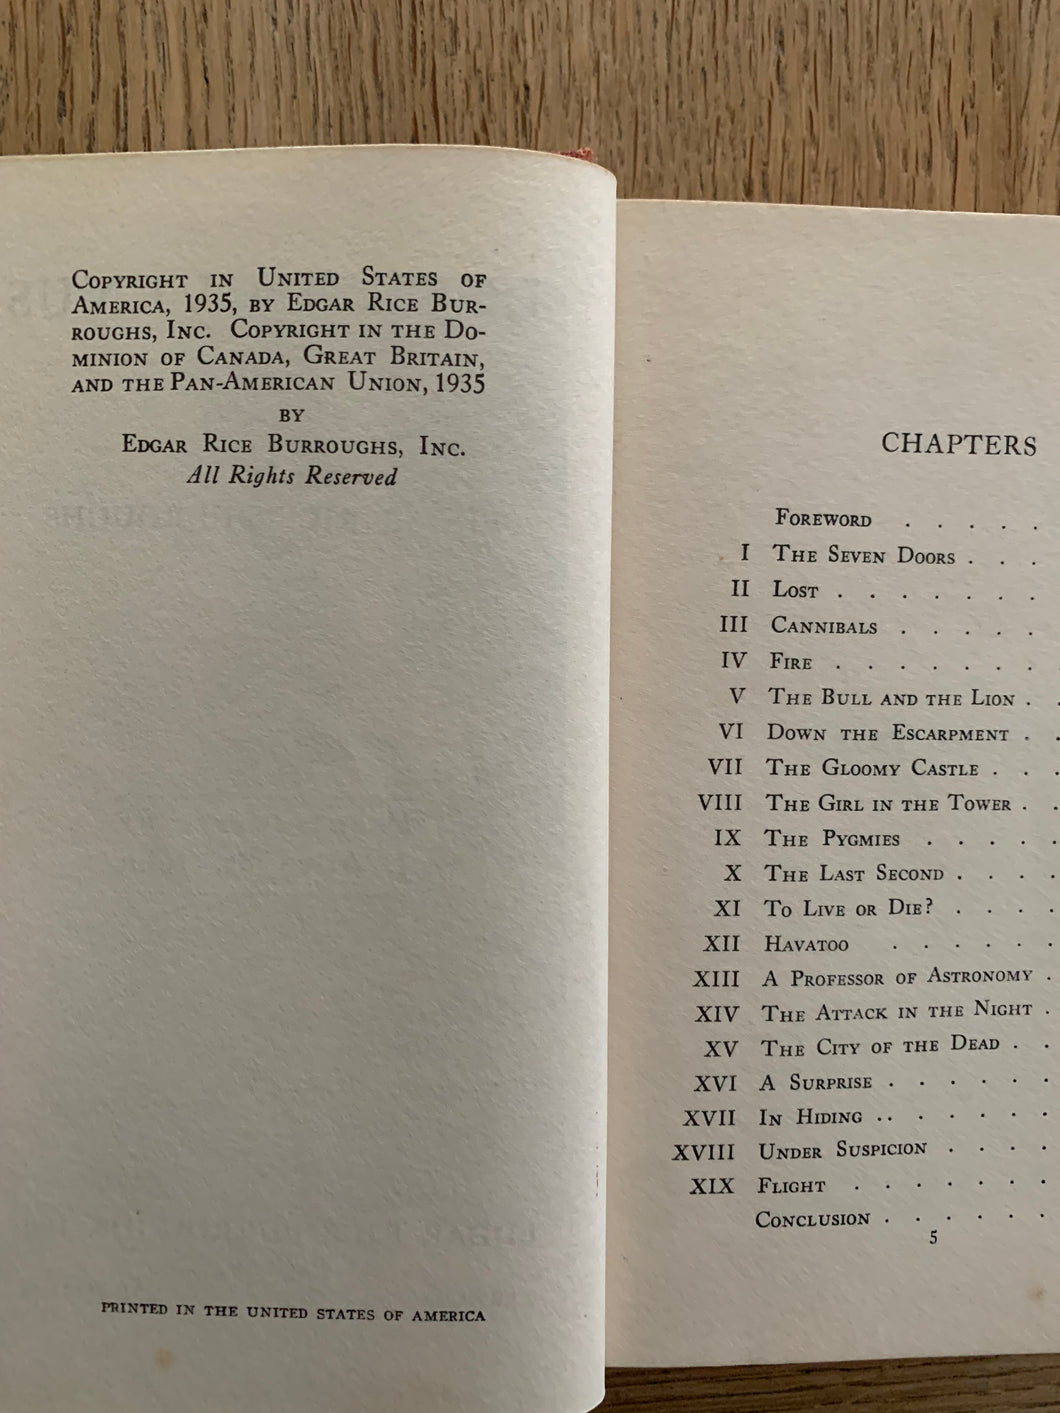 Copyright in United States of
America, 1935, by Edgar Rice Bur-
roughs, Inc. Copyright in the Do-
minion of Canada, Great Britain,
and the Pan-American Union, 1935
by
Edgar Rice Burroughs, Inc.
All Rights Reserved
PRINTED IN THE UNITED STATES OF AMERICA
CHAPTERS
Foreword . . . . .
I The Seven Doors . . .
II Lost . . . . . . .
III Cannibals . . . . .
IV Fire . . . . . . .
V The Bull and the Lion . .
VI Down the Escarpment . .
VII The Gloomy Castle . . .
VIII The Girl in the Tower . .
IX The Pygmies . . . . .
X The Last Second . . . .
XI To Live or Die? . . . .
XII Havatoo . . . . . .
XIII A Professor of Astronomy .
XIV The Attack in the Night .
XV The City of the Dead . .
XVI A Surprise . . . . . .
XVII In Hiding . . . . . . .
XVIII Under Suspicion . . . .
XIX Flight . . . . . . .
Conclusion . . . . . .
5